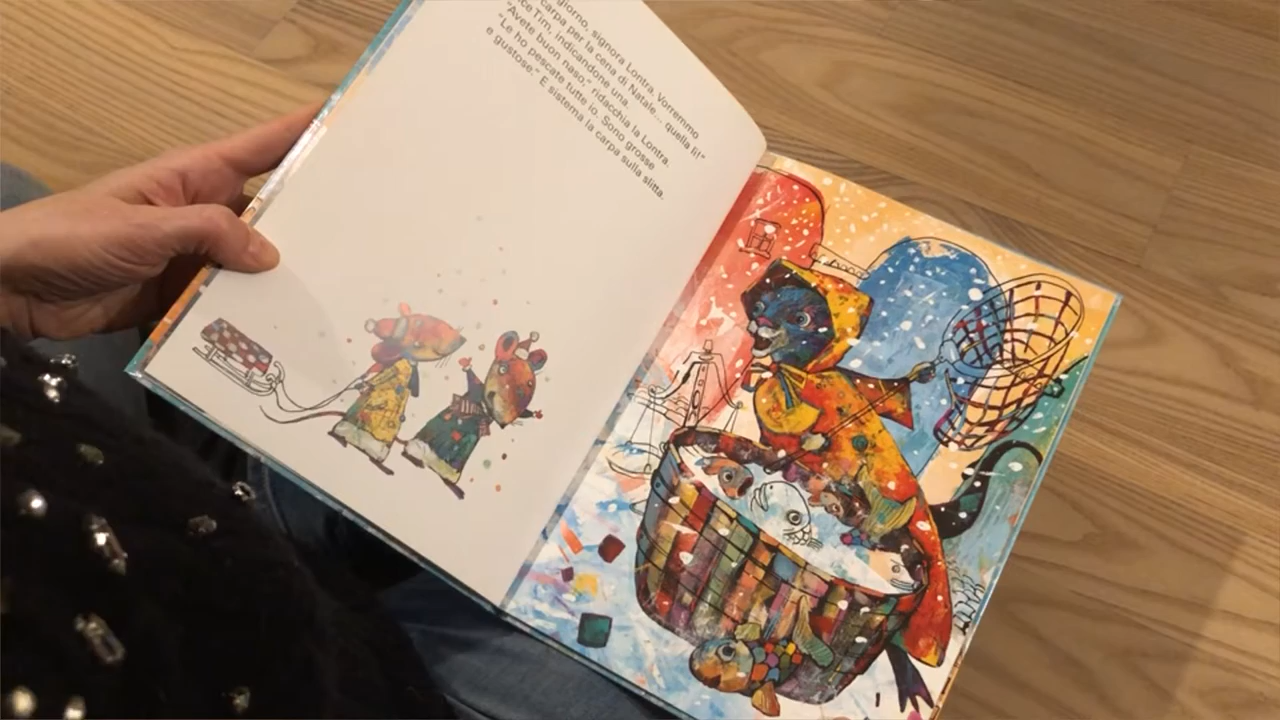 giorno, signora Lontra. Vorremmo
carpa per la cena di Natale... quella lì!"
Tim, indicandone una.
"Avete buon naso," ridacchia la Lontra.
"Le ho pescate tutte io. Sono grosse
e gustose." E sistema la carpa sulla slitta.